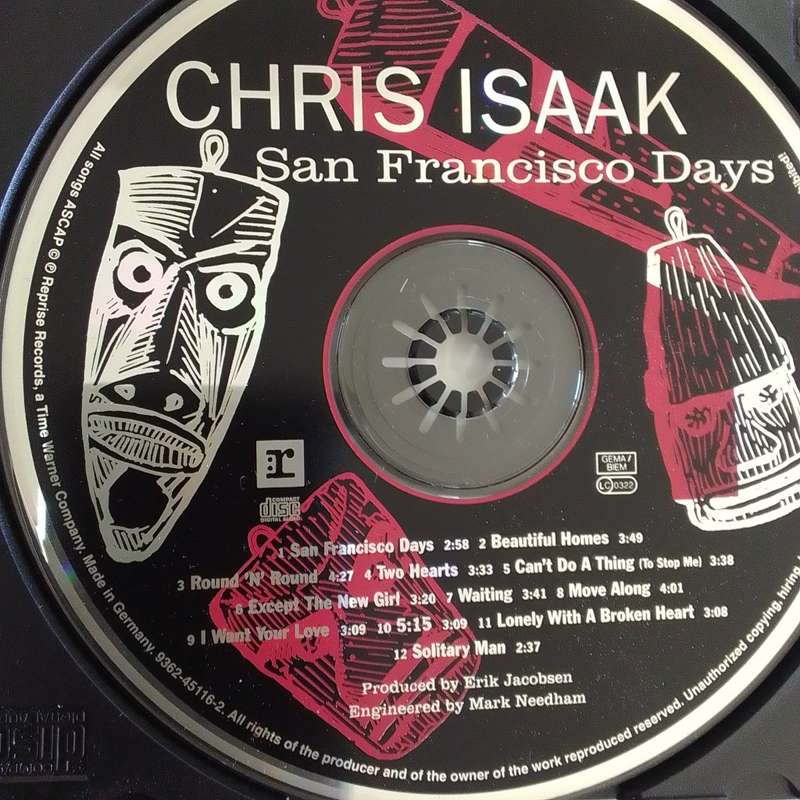 CHRIS ISAAK
San Francisco Days
r
COMPACT
disc
DIGITAL AUDIO
GEMA/
BIEM
LC 0322
1 San Francisco Days 2:58 2 Beautiful Homes 3:49
3 Round 'N' Round 4:27 4 Two Hearts 3:33 5 Can't Do A Thing (To Stop Me) 3:38
6 Except The New Girl 3:20 7 Waiting 3:41 8 Move Along 4:01
9 I Want Your Love 3:09 10 5:15 3:09 11 Lonely With A Broken Heart 3:08
12 Solitary Man 2:37
Produced by Erik Jacobsen
Engineered by Mark Needham
All songs ASCAP © ℗ Reprise Records, a Time Warner Company. Made in Germany. 9362-45116-2. All rights of the producer and of the owner of the work reproduced reserved. Unauthorized copying, hiring,